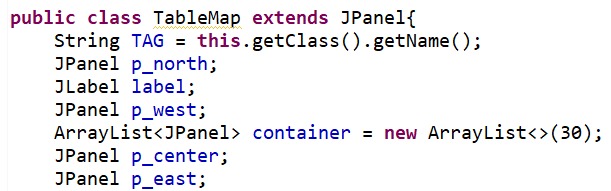 public class TableMap extends JPanel{
String TAG = this.getClass().getName();
JPanel p_north;
JLabel label;
JPanel p_west;
ArrayList<JPanel> container = new ArrayList<>(30);
JPanel p_center;
JPanel p_east;